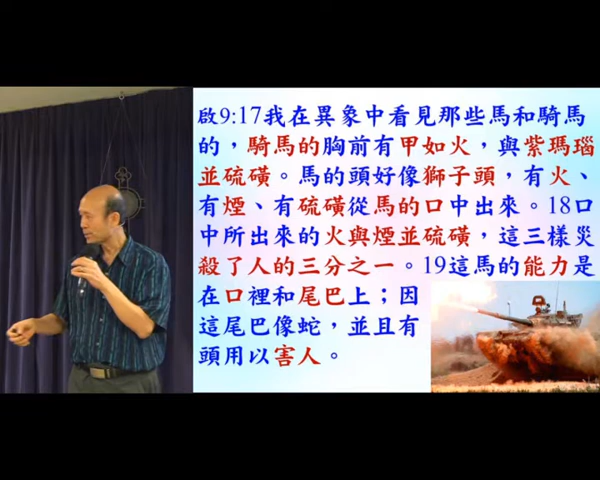 啟9:17我在異象中看見那些馬和騎馬
的，騎馬的胸前有甲如火，與紫瑪瑙
並硫磺。馬的頭好像獅子頭，有火、
有煙、有硫磺從馬的口中出來。18口
中所出來的火與煙並硫磺，這三樣災
殺了人的三分之一。19這馬的能力是
在口裡和尾巴上；因
這尾巴像蛇，並且有
頭用以害人。